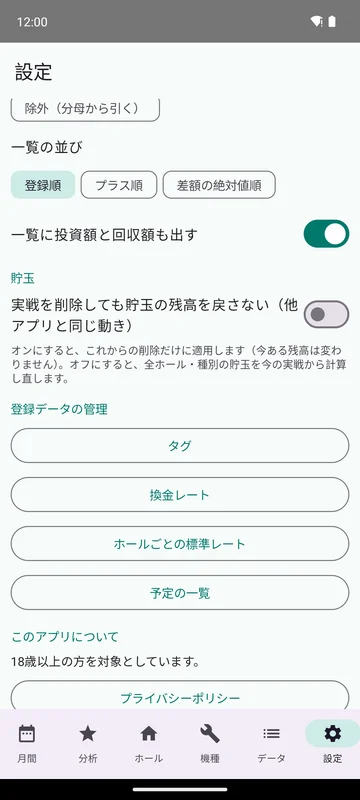 12:00
設定
除外（分母から引く）
一覧の並び
登録順
プラス順
差額の絶対値順
一覧に投資額と回収額も出す
貯玉
実戦を削除しても貯玉の残高を戻さない（他
アプリと同じ動き）
オンにすると、これからの削除だけに適用します（今ある残高は変わ
りません）。オフにすると、全ホール・種別の貯玉を今の実戦から計算
し直します。
登録データの管理
タグ
換金レート
ホールごとの標準レート
予定の一覧
このアプリについて
18歳以上の方を対象としています。
プライバシーポリシー
月間
分析
ホール
機種
データ
設定